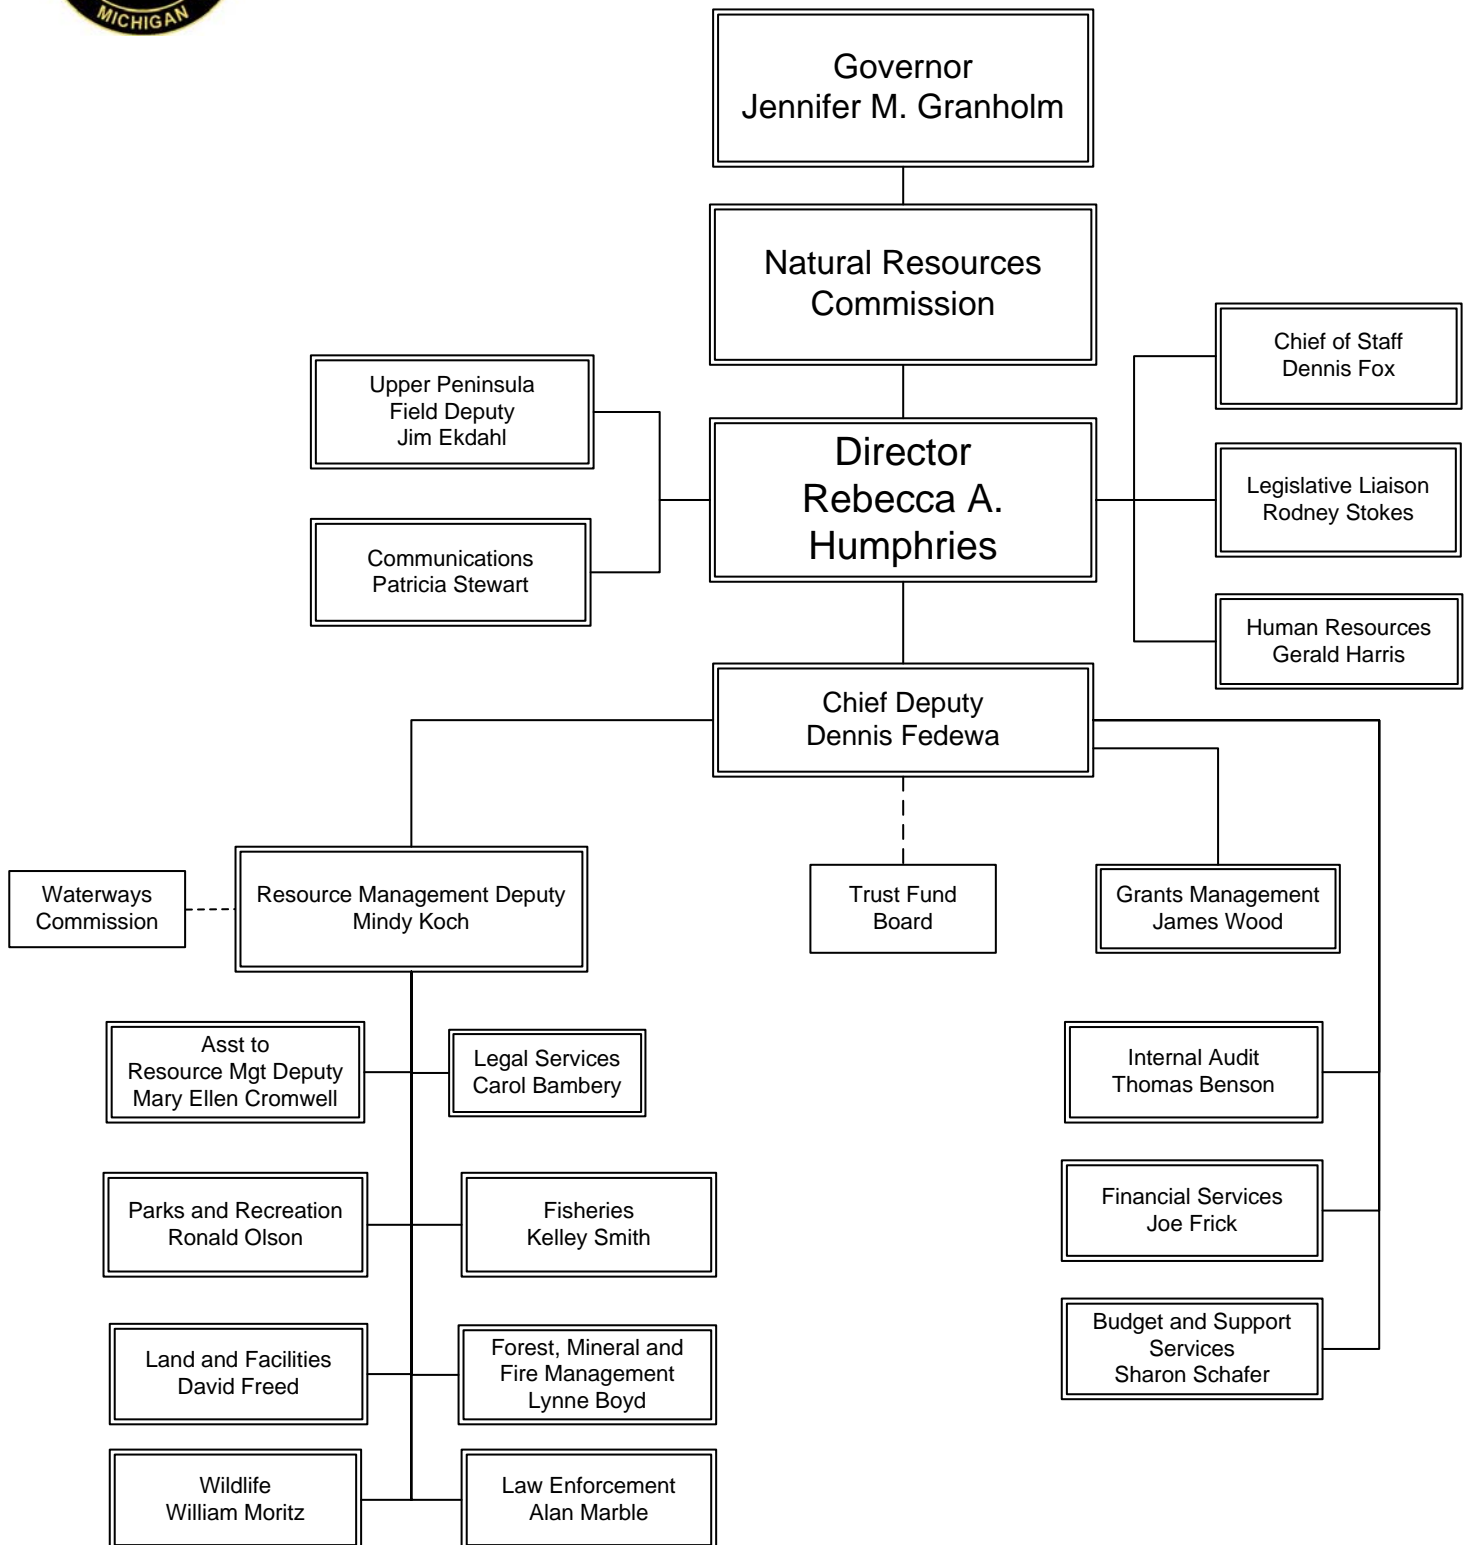 MICHIGAN
Governor
Jennifer M. Granholm
Natural Resources
Commission
Chief of Staff
Dennis Fox
Upper Peninsula
Field Deputy
Jim Ekdahl
Director
Rebecca A.
Humphries
Legislative Liaison
Rodney Stokes
Communications
Patricia Stewart
Human Resources
Gerald Harris
Chief Deputy
Dennis Fedewa
Waterways
Commission
Resource Management Deputy
Mindy Koch
Trust Fund
Board
Grants Management
James Wood
Asst to
Resource Mgt Deputy
Mary Ellen Cromwell
Legal Services
Carol Bambery
Internal Audit
Thomas Benson
Parks and Recreation
Ronald Olson
Fisheries
Kelley Smith
Financial Services
Joe Frick
Land and Facilities
David Freed
Forest, Mineral and
Fire Management
Lynne Boyd
Budget and Support
Services
Sharon Schafer
Wildlife
William Moritz
Law Enforcement
Alan Marble